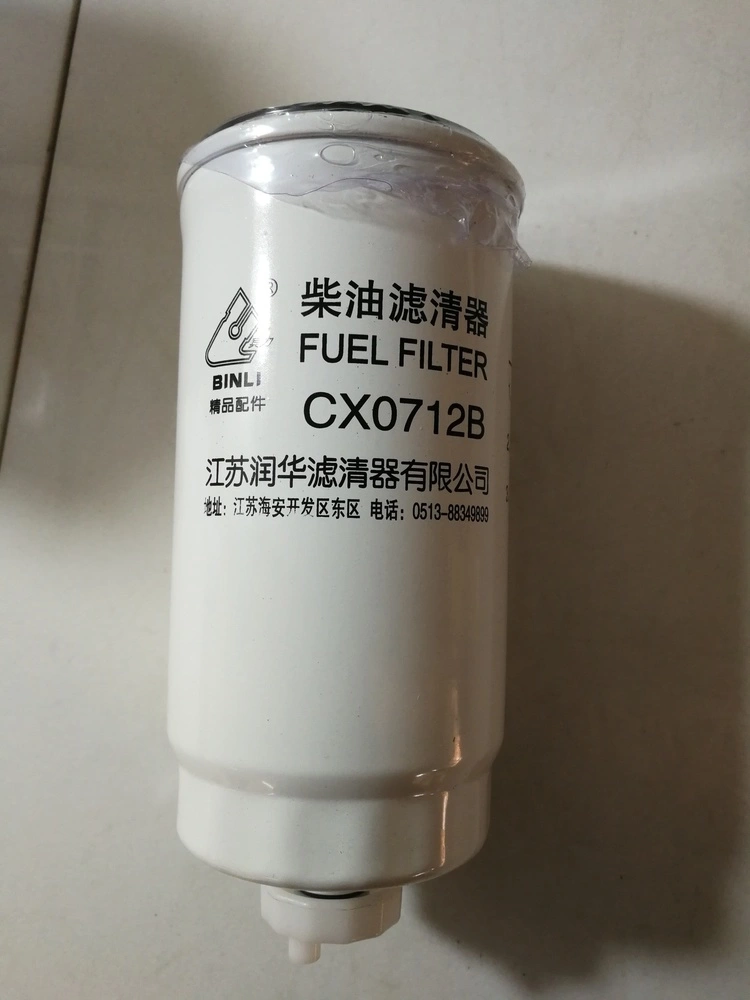 柴油滤清器
FUEL FILTER
CX0712B
®
BINLI
精品配件
江苏润华滤清器有限公司
地址：江苏海安开发区东区 电话：0513-88349899